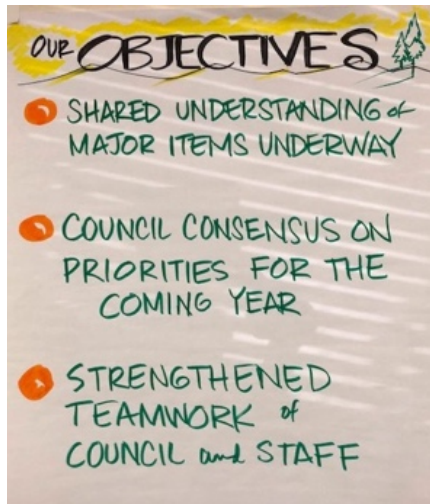 OUR OBJECTIVES
SHARED UNDERSTANDING of
MAJOR ITEMS UNDERWAY
COUNCIL CONSENSUS ON
PRIORITIES FOR THE
COMING YEAR
STRENGTHENED
TEAMWORK of
COUNCIL and STAFF